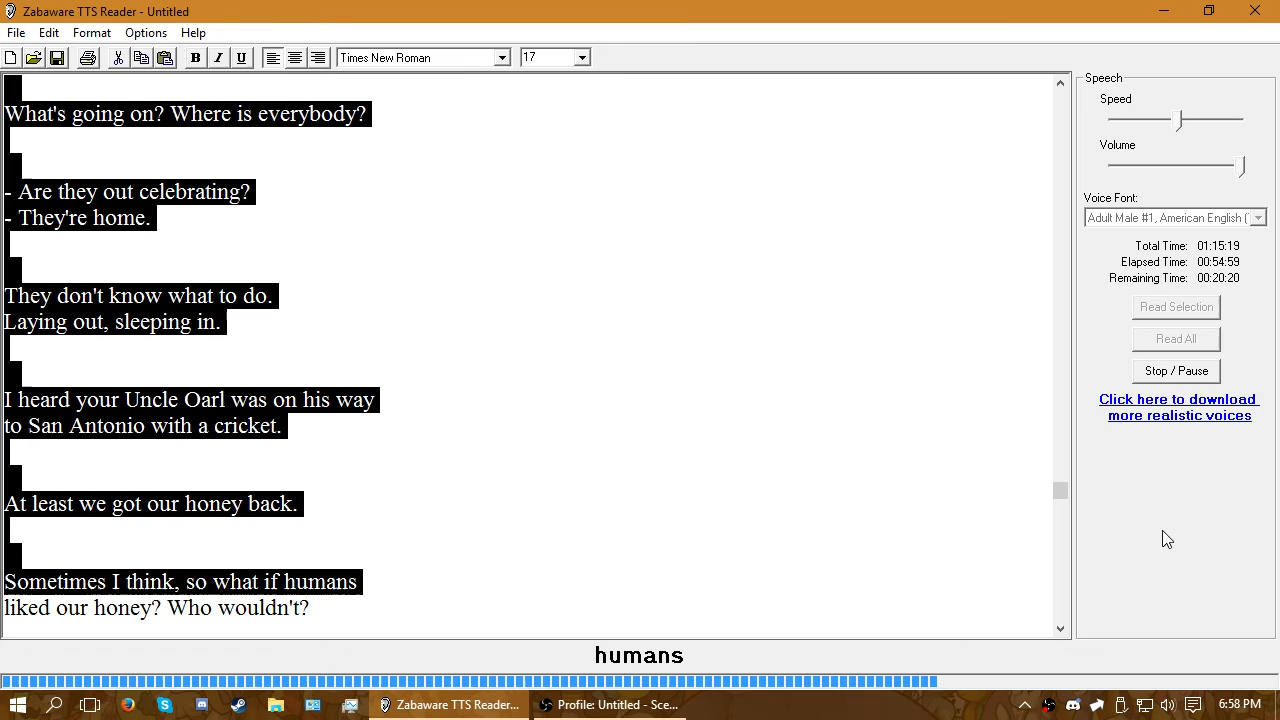 Zabaware TTS Reader - Untitled
File Edit Format Options Help
B I U Times New Roman 17
What's going on? Where is everybody?
- Are they out celebrating?
- They're home.
They don't know what to do.
Laying out, sleeping in.
I heard your Uncle Oarl was on his way
to San Antonio with a cricket.
At least we got our honey back.
Sometimes I think, so what if humans
liked our honey? Who wouldn't?
Speech
Speed
Volume
Voice Font:
Adult Male #1, American English (
Total Time: 01:15:19
Elapsed Time: 00:54:59
Remaining Time: 00:20:20
Read Selection
Read All
Stop / Pause
Click here to download
more realistic voices
humans
Zabaware TTS Reader... Profile: Untitled - Sce... 6:58 PM